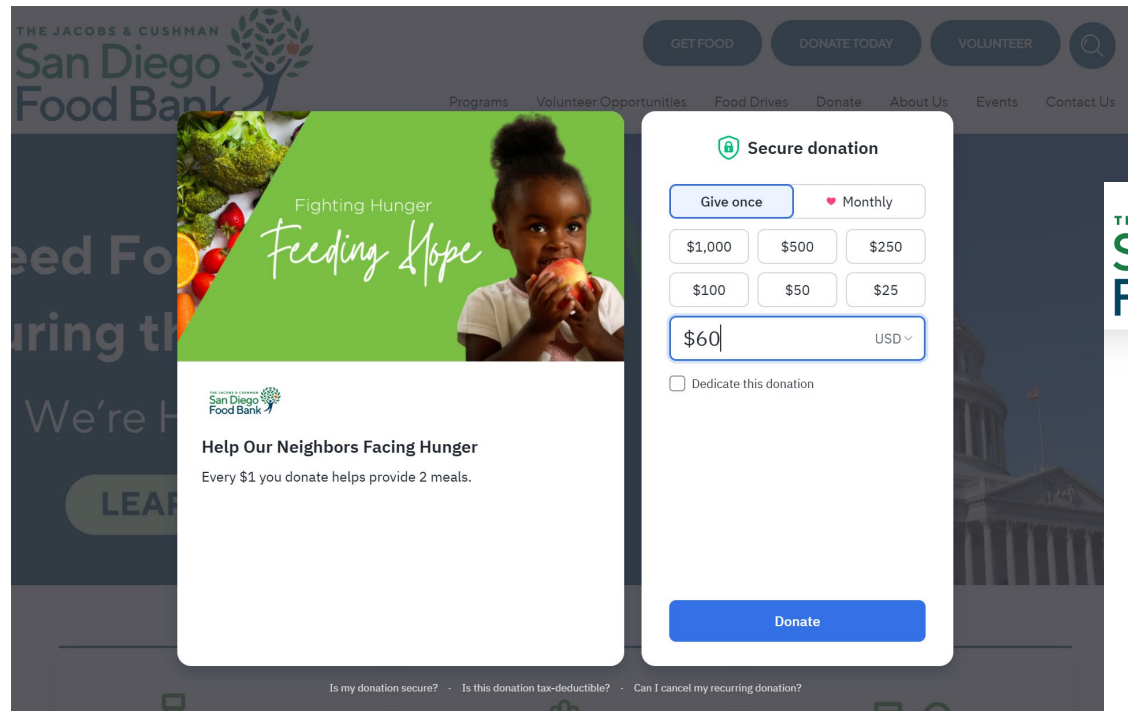 THE JACOBS & CUSHMAN
San Diego
Food Bank
GET FOOD
DONATE TODAY
VOLUNTEER
Programs
Volunteer Opportunities
Food Drives
Donate
About Us
Events
Contact Us
Fighting Hunger
Feeding Hope
THE JACOBS & CUSHMAN
San Diego
Food Bank
Help Our Neighbors Facing Hunger
Every $1 you donate helps provide 2 meals.
Secure donation
Give once
Monthly
$1,000
$500
$250
$100
$50
$25
$60
USD
Dedicate this donation
Donate
We're
Is my donation secure? · Is this donation tax-deductible? · Can I cancel my recurring donation?